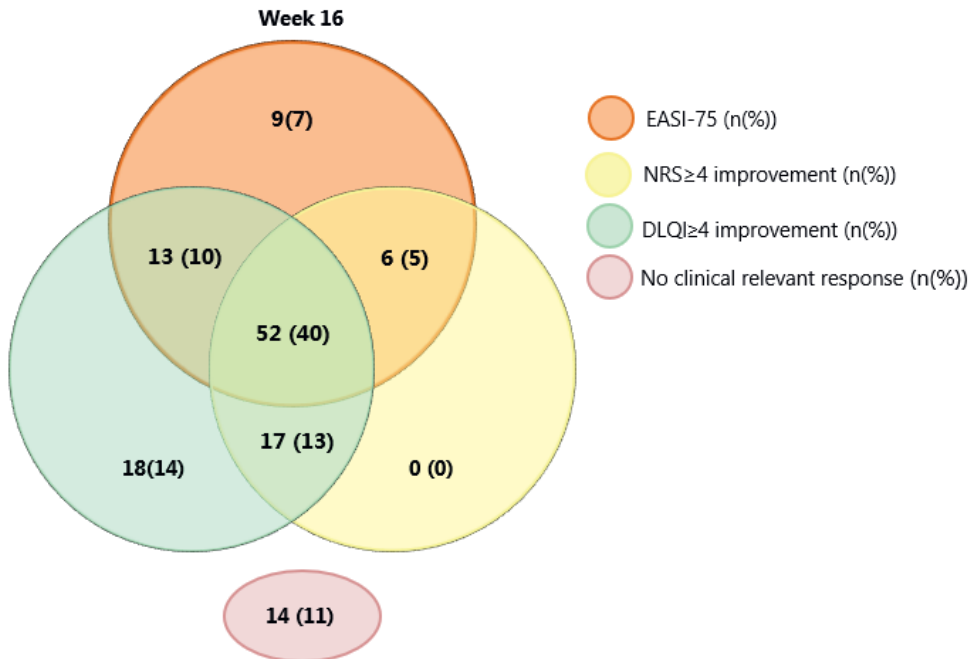 Week 16
9(7)
EASI-75 (n(%))
NRS≥4 improvement (n(%))
DLQI≥4 improvement (n(%))
No clinical relevant response (n(%))
13 (10)
6 (5)
52 (40)
17 (13)
18(14)
0 (0)
14 (11)